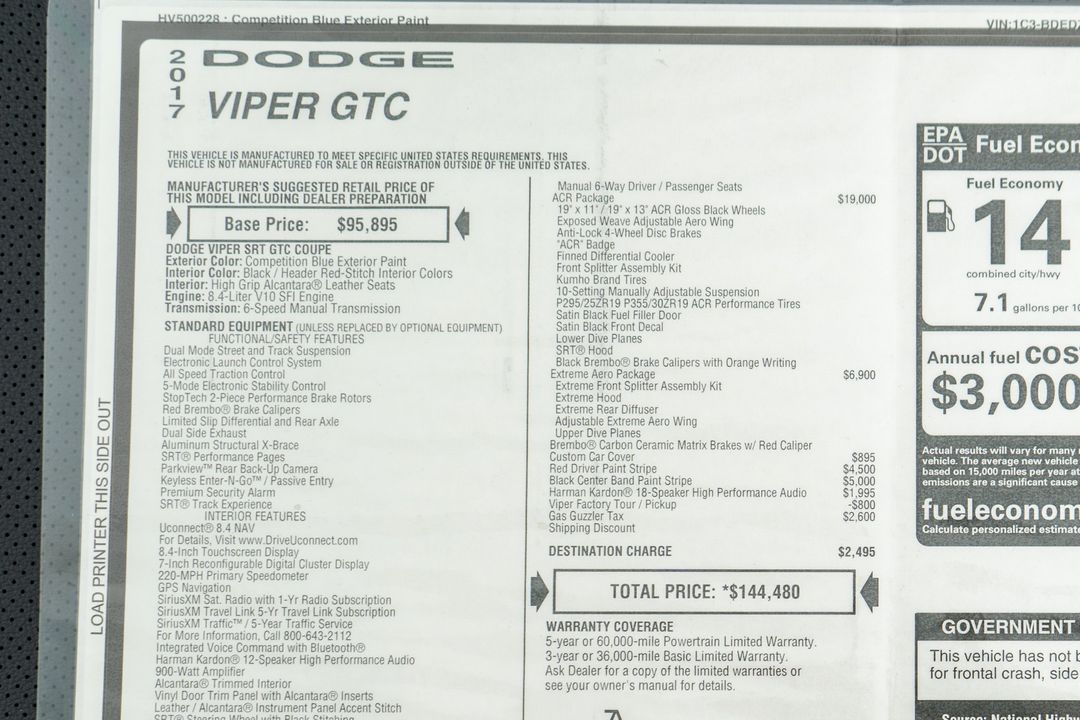 HV500228 : Competition Blue Exterior Paint
VIN:1C3-BDED
2017
DODGE
VIPER GTC
THIS VEHICLE IS MANUFACTURED TO MEET SPECIFIC UNITED STATES REQUIREMENTS. THIS
VEHICLE IS NOT MANUFACTURED FOR SALE OR REGISTRATION OUTSIDE OF THE UNITED STATES.
MANUFACTURER'S SUGGESTED RETAIL PRICE OF
THIS MODEL INCLUDING DEALER PREPARATION
Base Price: $95,895
DODGE VIPER SRT GTC COUPE
Exterior Color: Competition Blue Exterior Paint
Interior Color: Black / Header Red-Stitch Interior Colors
Interior: High Grip Alcantara® Leather Seats
Engine: 8.4-Liter V10 SFI Engine
Transmission: 6-Speed Manual Transmission
STANDARD EQUIPMENT (UNLESS REPLACED BY OPTIONAL EQUIPMENT)
FUNCTIONAL/SAFETY FEATURES
Dual Mode Street and Track Suspension
Electronic Launch Control System
All Speed Traction Control
5-Mode Electronic Stability Control
StopTech 2-Piece Performance Brake Rotors
Red Brembo® Brake Calipers
Limited Slip Differential and Rear Axle
Dual Side Exhaust
Aluminum Structural X-Brace
SRT® Performance Pages
Parkview™ Rear Back-Up Camera
Keyless Enter-N-Go™ / Passive Entry
Premium Security Alarm
SRT® Track Experience
INTERIOR FEATURES
Uconnect® 8.4 NAV
For Details, Visit www.DriveUconnect.com
8.4-Inch Touchscreen Display
7-Inch Reconfigurable Digital Cluster Display
220-MPH Primary Speedometer
GPS Navigation
SiriusXM Sat. Radio with 1-Yr Radio Subscription
SiriusXM Travel Link 5-Yr Travel Link Subscription
SiriusXM Traffic™ / 5-Year Traffic Service
For More Information, Call 800-643-2112
Integrated Voice Command with Bluetooth®
Harman Kardon® 12-Speaker High Performance Audio
900-Watt Amplifier
Alcantara® Trimmed Interior
Vinyl Door Trim Panel with Alcantara® Inserts
Leather / Alcantara® Instrument Panel Accent Stitch
SRT® Steering Wheel with Black Stitching
Manual 6-Way Driver / Passenger Seats
ACR Package $19,000
19" x 11" / 19" x 13" ACR Gloss Black Wheels
Exposed Weave Adjustable Aero Wing
Anti-Lock 4-Wheel Disc Brakes
"ACR" Badge
Finned Differential Cooler
Front Splitter Assembly Kit
Kumho Brand Tires
10-Setting Manually Adjustable Suspension
P295/25ZR19 P355/30ZR19 ACR Performance Tires
Satin Black Fuel Filler Door
Satin Black Front Decal
Lower Dive Planes
SRT® Hood
Black Brembo® Brake Calipers with Orange Writing
Extreme Aero Package $6,900
Extreme Front Splitter Assembly Kit
Extreme Hood
Extreme Rear Diffuser
Adjustable Extreme Aero Wing
Upper Dive Planes
Brembo® Carbon Ceramic Matrix Brakes w/ Red Caliper
Custom Car Cover $895
Red Driver Paint Stripe $4,500
Black Center Band Paint Stripe $5,000
Harman Kardon® 18-Speaker High Performance Audio $1,995
Viper Factory Tour / Pickup -$800
Gas Guzzler Tax $2,600
Shipping Discount
DESTINATION CHARGE $2,495
TOTAL PRICE: *$144,480
WARRANTY COVERAGE
5-year or 60,000-mile Powertrain Limited Warranty.
3-year or 36,000-mile Basic Limited Warranty.
Ask Dealer for a copy of the limited warranties or
see your owner's manual for details.
EPA
DOT
Fuel Econ
Fuel Economy
14
combined city/hwy
7.1 gallons per 10
Annual fuel COS
$3,000
Actual results will vary for many
vehicle. The average new vehicle
based on 15,000 miles per year at
emissions are a significant cause
fueleconom
Calculate personalized estimate
GOVERNMENT
This vehicle has not b
for frontal crash, side
Source: National High
LOAD PRINTER THIS SIDE OUT